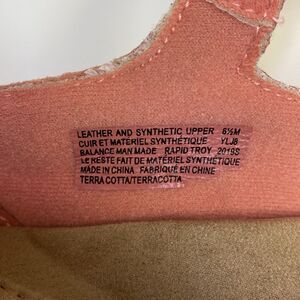 LEATHER AND SYNTHETIC UPPER 6½M
CUIR ET MATERIEL SYNTHÉTIQUE YLJ8
BALANCE MAN MADE RAPID TROY 2019S
LE RESTE FAIT DE MATÉRIEL SYNTHÉTIQUE
MADE IN CHINA FABRIQUÉ EN CHINE
TERRA COTTA/TERRACOTTA